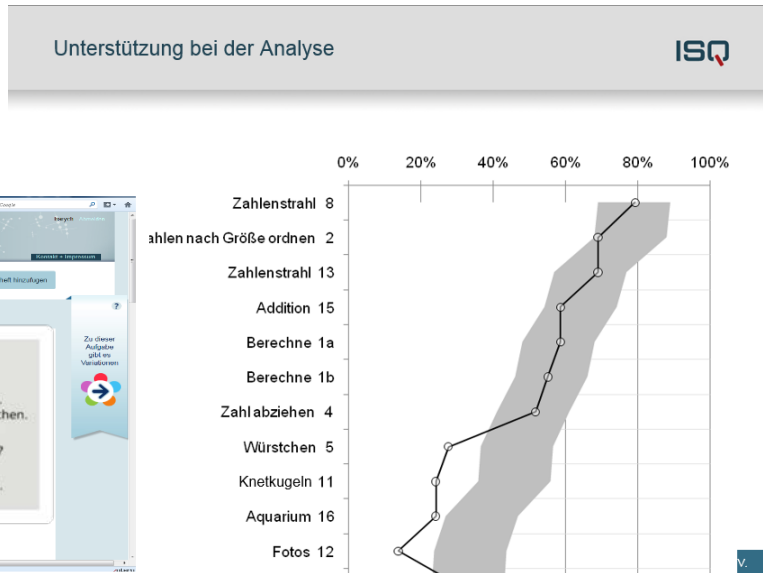 Unterstützung bei der Analyse
ISQ
0% 20% 40% 60% 80% 100%
Zahlenstrahl 8
ahlen nach Größe ordnen 2
Zahlenstrahl 13
Addition 15
Berechne 1a
Berechne 1b
Zahl abziehen 4
Würstchen 5
Knetkugeln 11
Aquarium 16
Fotos 12
Kontakt + Impressum
heft hinzufügen
?
Zu dieser
Aufgabe
gibt es
Variationen
chen.
?
V.